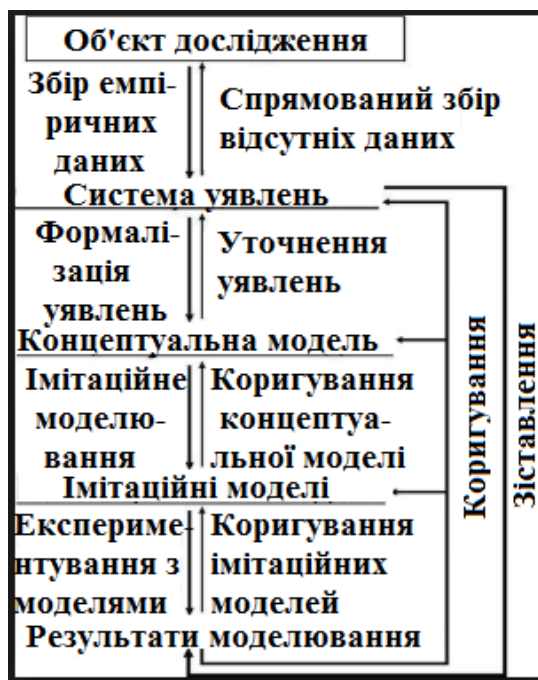 Об'єкт дослідження
Збір емпі-
ричних
даних
Спрямований збір
відсутніх даних
Система уявлень
Формалі-
зація
уявлень
Уточнення
уявлень
Концептуальна модель
Імітаційне
моделю-
вання
Коригування
концептуа-
льної моделі
Імітаційні моделі
Експериме-
нтування з
моделями
Коригування
імітаційних
моделей
Результати моделювання
Коригування
Зіставлення